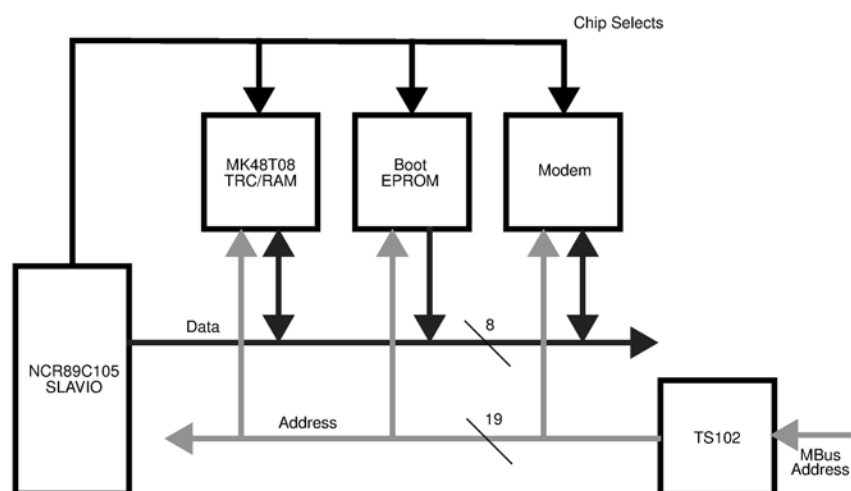 Chip Selects
MK48T08
TRC/RAM
Boot
EPROM
Modem
Data
8
NCR89C105
SLAVIO
Address
19
TS102
MBus
Address